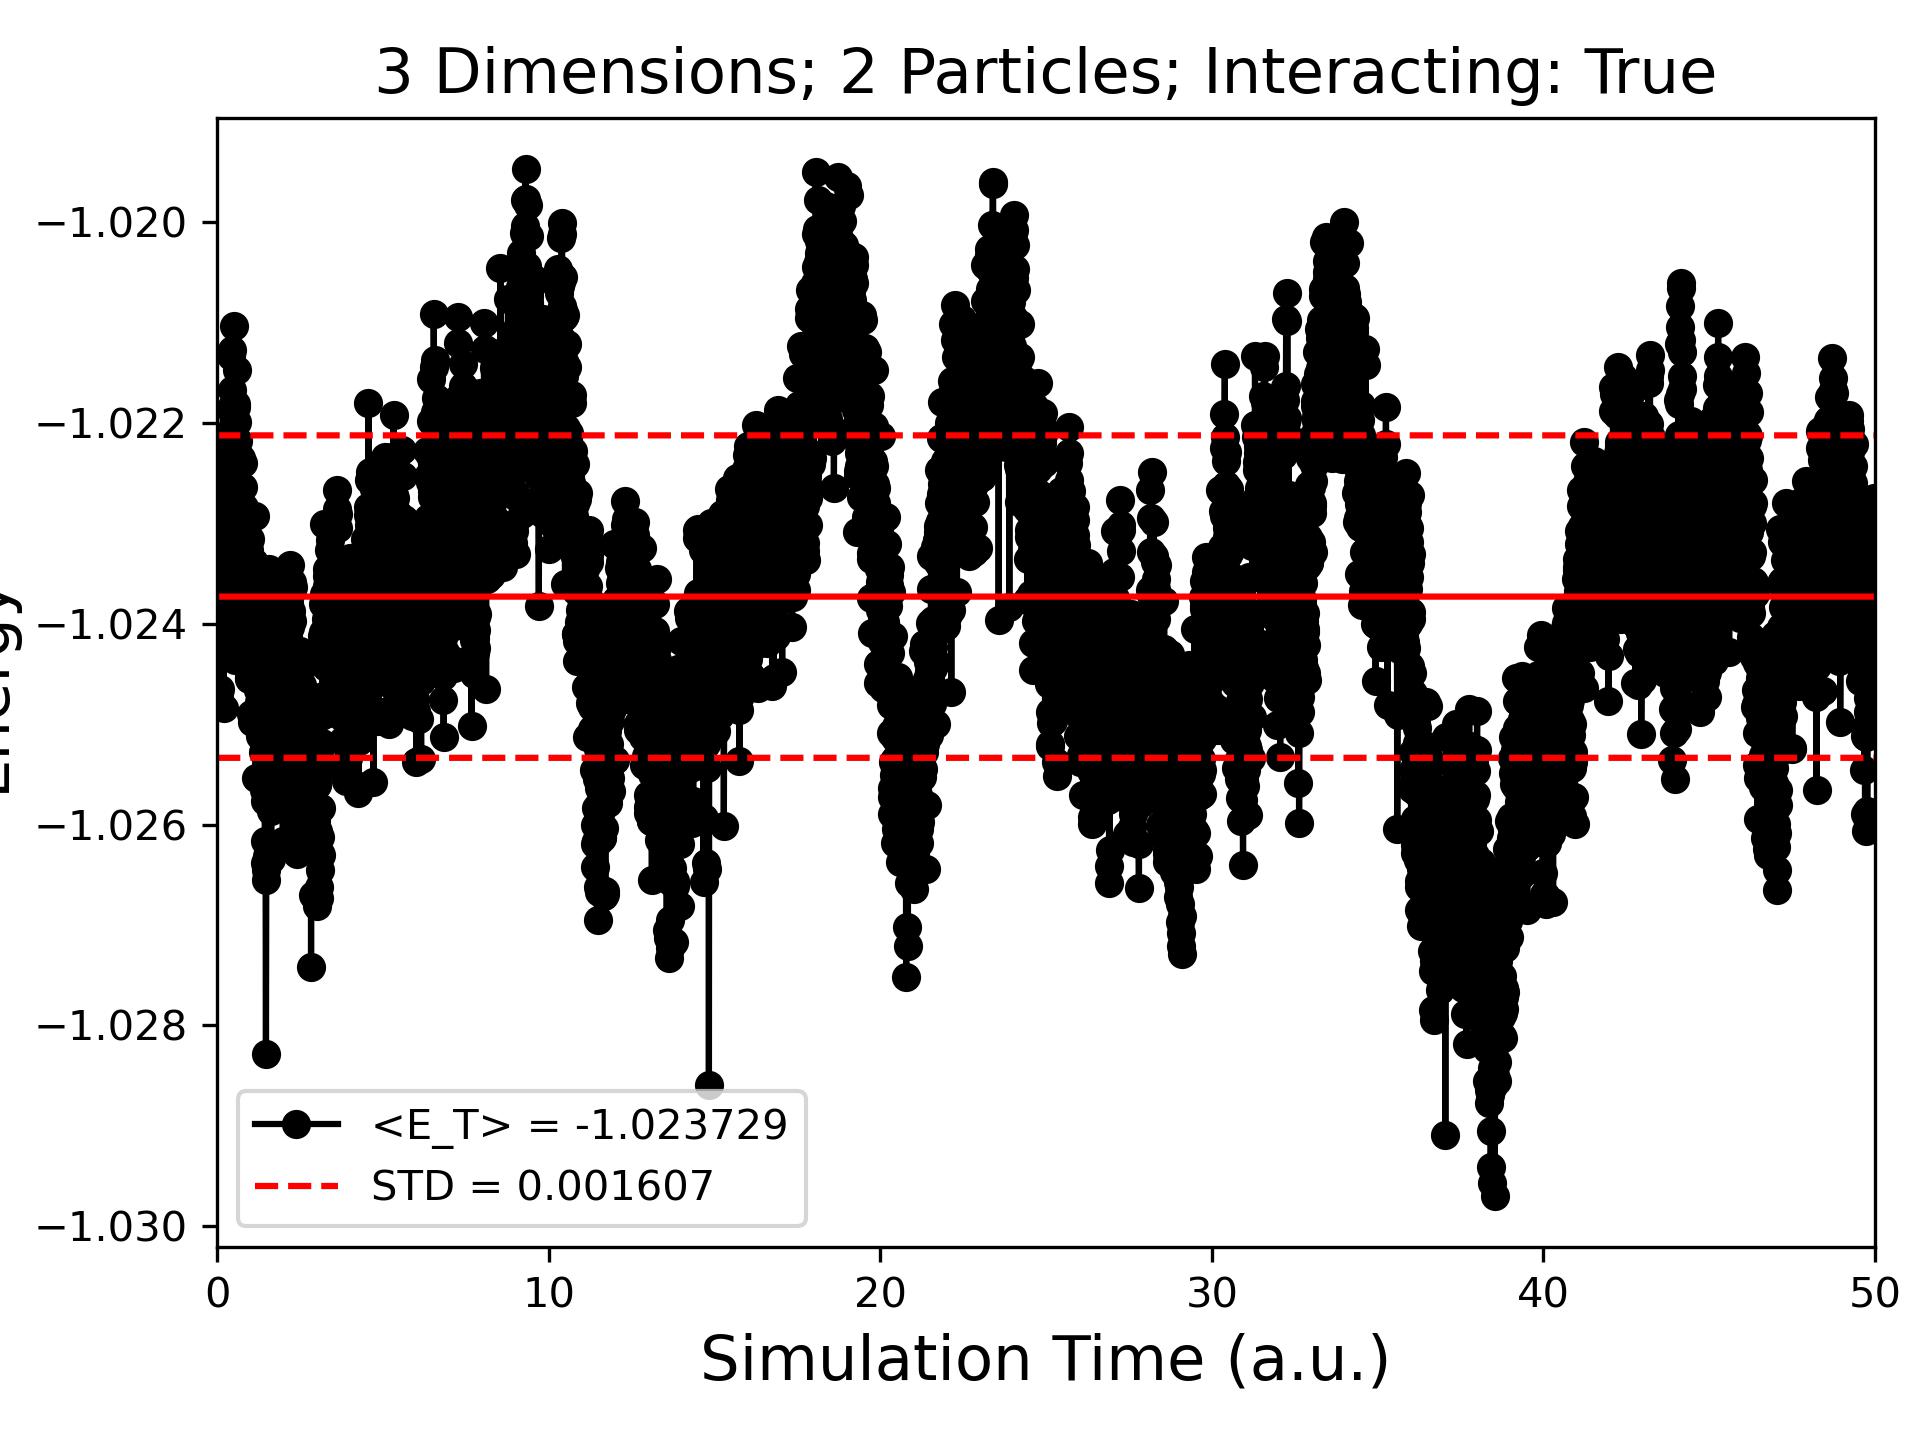 3 Dimensions; 2 Particles; Interacting: True
Energy
−1.020
−1.022
−1.024
−1.026
−1.028
−1.030
<E_T> = -1.023729
STD = 0.001607
0 10 20 30 40 50
Simulation Time (a.u.)